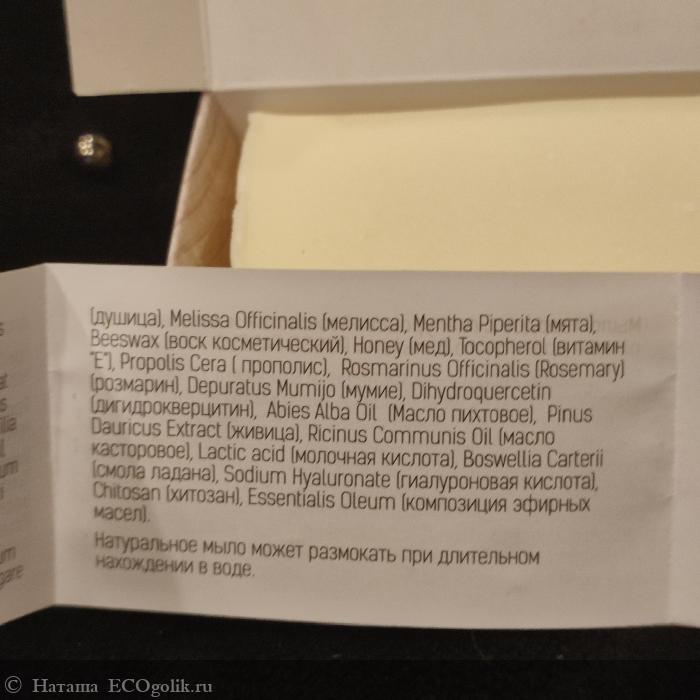 (душица), Melissa Officinalis (мелисса), Mentha Piperita (мята),
Beeswax (воск косметический), Honey (мед), Tocopherol (витамин
"Е"), Propolis Cera ( прополис), Rosmarinus Officinalis (Rosemary)
(розмарин), Depuratus Mumijo (мумие), Dihydroquercetin
(дигидрокверцитин), Abies Alba Oil (Масло пихтовое), Pinus
Dauricus Extract (живица), Ricinus Communis Oil (масло
касторовое), Lactic acid (молочная кислота), Boswellia Carterii
(смола ладана), Sodium Hyaluronate (гиалуроновая кислота),
Chitosan (хитозан), Essentialis Oleum (композиция эфирных
масел).
Натуральное мыло может размокать при длительном
нахождении в воде.
© Наташа ECOgolik.ru